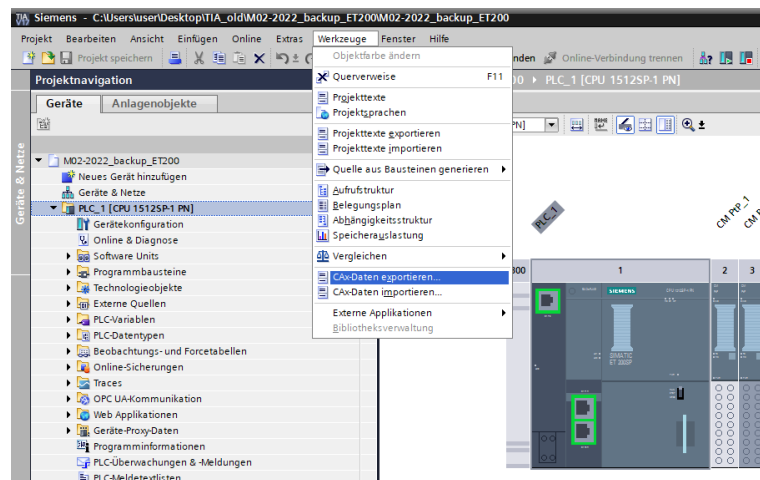 Siemens - C:\Users\user\Desktop\TIA_old\M02-2022_backup_ET200\M02-2022_backup_ET200
Projekt Bearbeiten Ansicht Einfügen Online Extras Werkzeuge Fenster Hilfe
Projekt speichern
nden Online-Verbindung trennen
Objektfarbe ändern
Querverweise F11
Projekttexte
Projektsprachen
Projekttexte exportieren
Projekttexte importieren
Quelle aus Bausteinen generieren
Aufrufstruktur
Belegungsplan
Abhängigkeitsstruktur
Speicherauslastung
Vergleichen
CAx-Daten exportieren...
CAx-Daten importieren...
Externe Applikationen
Bibliotheksverwaltung
Projektnavigation
Geräte Anlagenobjekte
Geräte & Netze
M02-2022_backup_ET200
Neues Gerät hinzufügen
Geräte & Netze
PLC_1 [CPU 1512SP-1 PN]
Gerätekonfiguration
Online & Diagnose
Software Units
Programmbausteine
Technologieobjekte
Externe Quellen
PLC-Variablen
PLC-Datentypen
Beobachtungs- und Forcetabellen
Online-Sicherungen
Traces
OPC UA-Kommunikation
Web Applikationen
Geräte-Proxy-Daten
Programminformationen
PLC-Überwachungen & -Meldungen
PLC-Meldetextlisten
00 PLC_1 [CPU 1512SP-1 PN]
PN]
PLC_1
CM PtP_1
CM P
300 1 2 3
SIEMENS
SIMATIC
ET 200SP